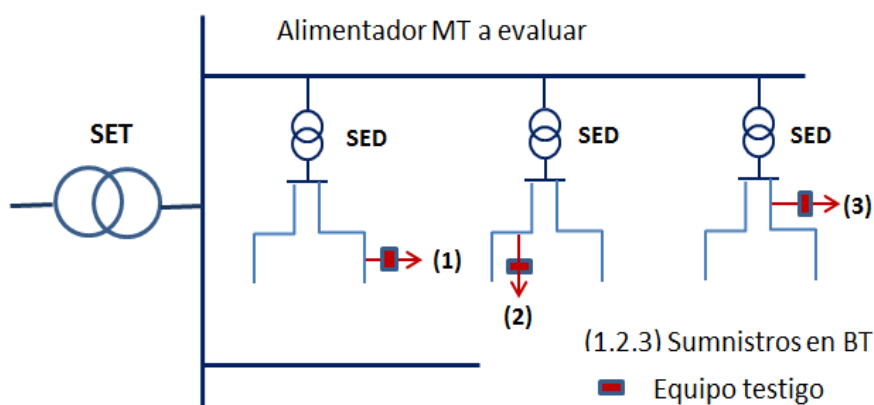 Alimentador MT a evaluar
SET
SED
SED
SED
(1)
(2)
(3)
(1.2.3) Sumnistros en BT
Equipo testigo